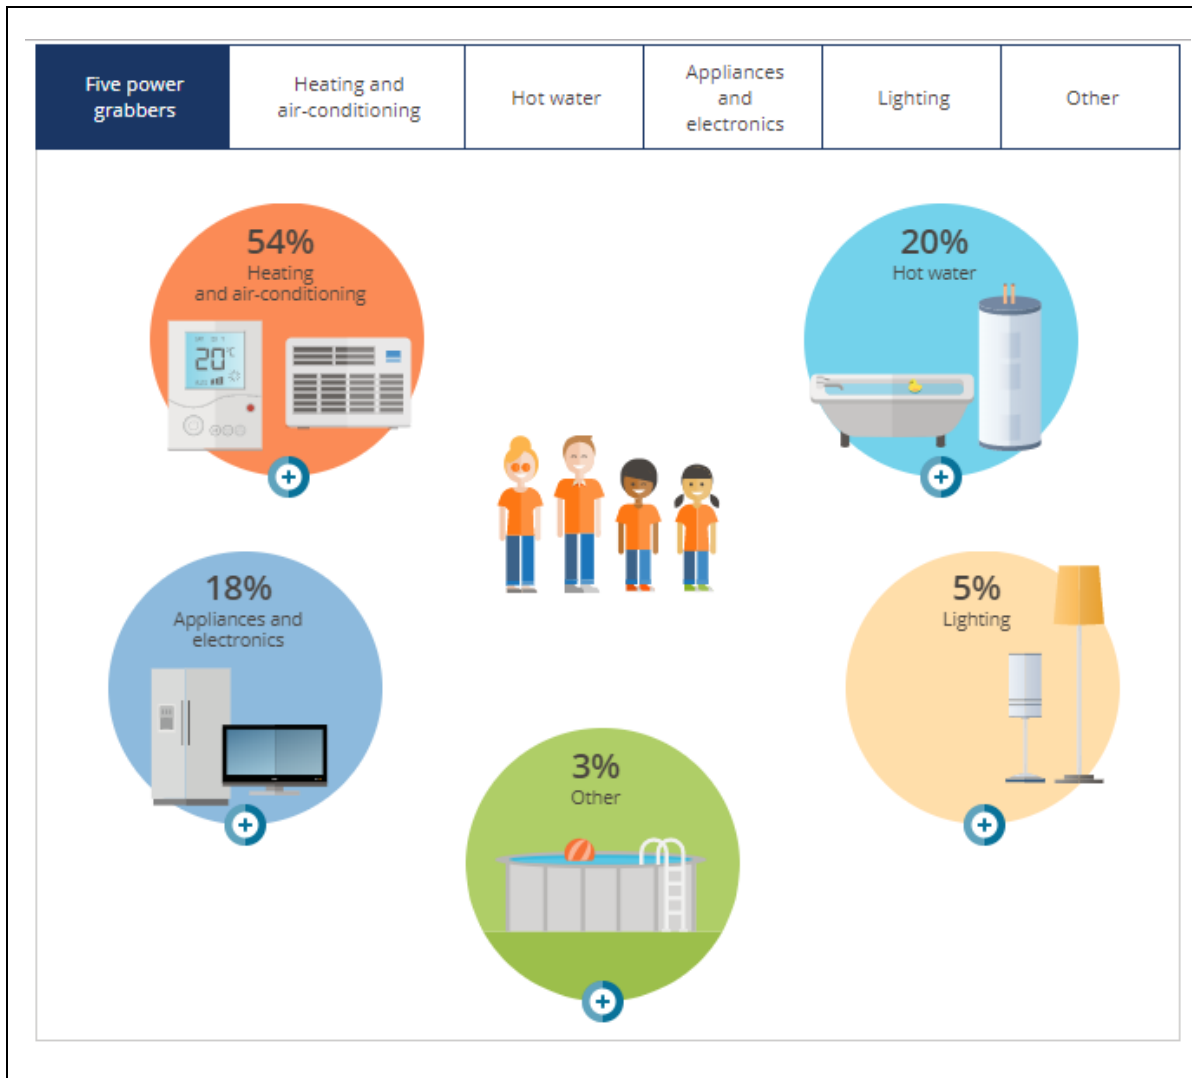 Five power
grabbers
Heating and
air-conditioning
Hot water
Appliances
and
electronics
Lighting
Other
54%
Heating
and air-conditioning
20°C
20%
Hot water
18%
Appliances and
electronics
5%
Lighting
3%
Other